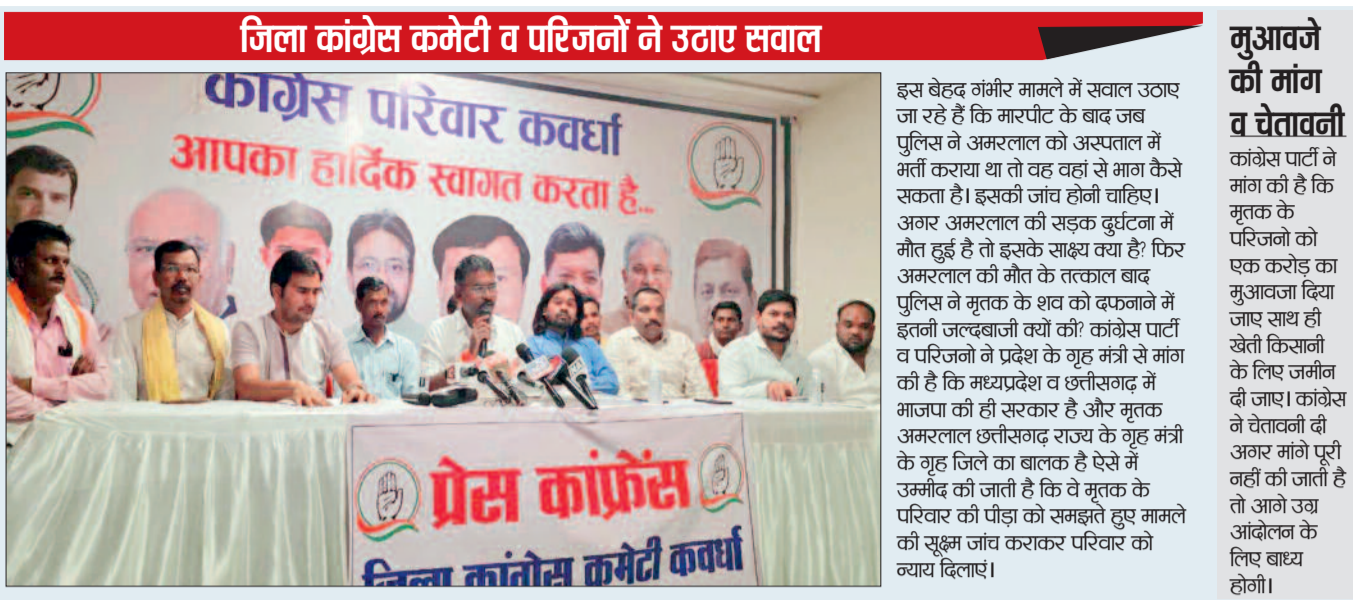 जिला कांग्रेस कमेटी व परिजनों ने उठाए सवाल
कांग्रेस परिवार कवर्धा
आपका हार्दिक स्वागत करता है...
प्रेस कांफ्रेंस
जिला कांग्रेस कमेटी कवर्धा
इस बेहद गंभीर मामले में सवाल उठाए
जा रहे हैं कि मारपीट के बाद जब
पुलिस ने अमरलाल को अस्पताल में
भर्ती कराया था तो वह वहां से भाग कैसे
सकता है। इसकी जांच होनी चाहिए।
अगर अमरलाल की सड़क दुर्घटना में
मौत हुई है तो इसके साक्ष्य क्या है? फिर
अमरलाल की मौत के तत्काल बाद
पुलिस ने मृतक के शव को दफनाने में
इतनी जल्दबाजी क्यों की? कांग्रेस पार्टी
व परिजनो ने प्रदेश के गृह मंत्री से मांग
की है कि मध्यप्रदेश व छत्तीसगढ़ में
भाजपा की ही सरकार है और मृतक
अमरलाल छत्तीसगढ़ राज्य के गृह मंत्री
के गृह जिले का बालक है ऐसे में
उम्मीद की जाती है कि वे मृतक के
परिवार की पीड़ा को समझते हुए मामले
की सूक्ष्म जांच कराकर परिवार को
न्याय दिलाएं।
मुआवजे
की मांग
व चेतावनी
कांग्रेस पार्टी ने
मांग की है कि
मृतक के
परिजनो को
एक करोड़ का
मुआवजा दिया
जाए साथ ही
खेती किसानी
के लिए जमीन
दी जाए। कांग्रेस
ने चेतावनी दी
अगर मांगे पूरी
नहीं की जाती है
तो आगे उग्र
आंदोलन के
लिए बाध्य
होगी।